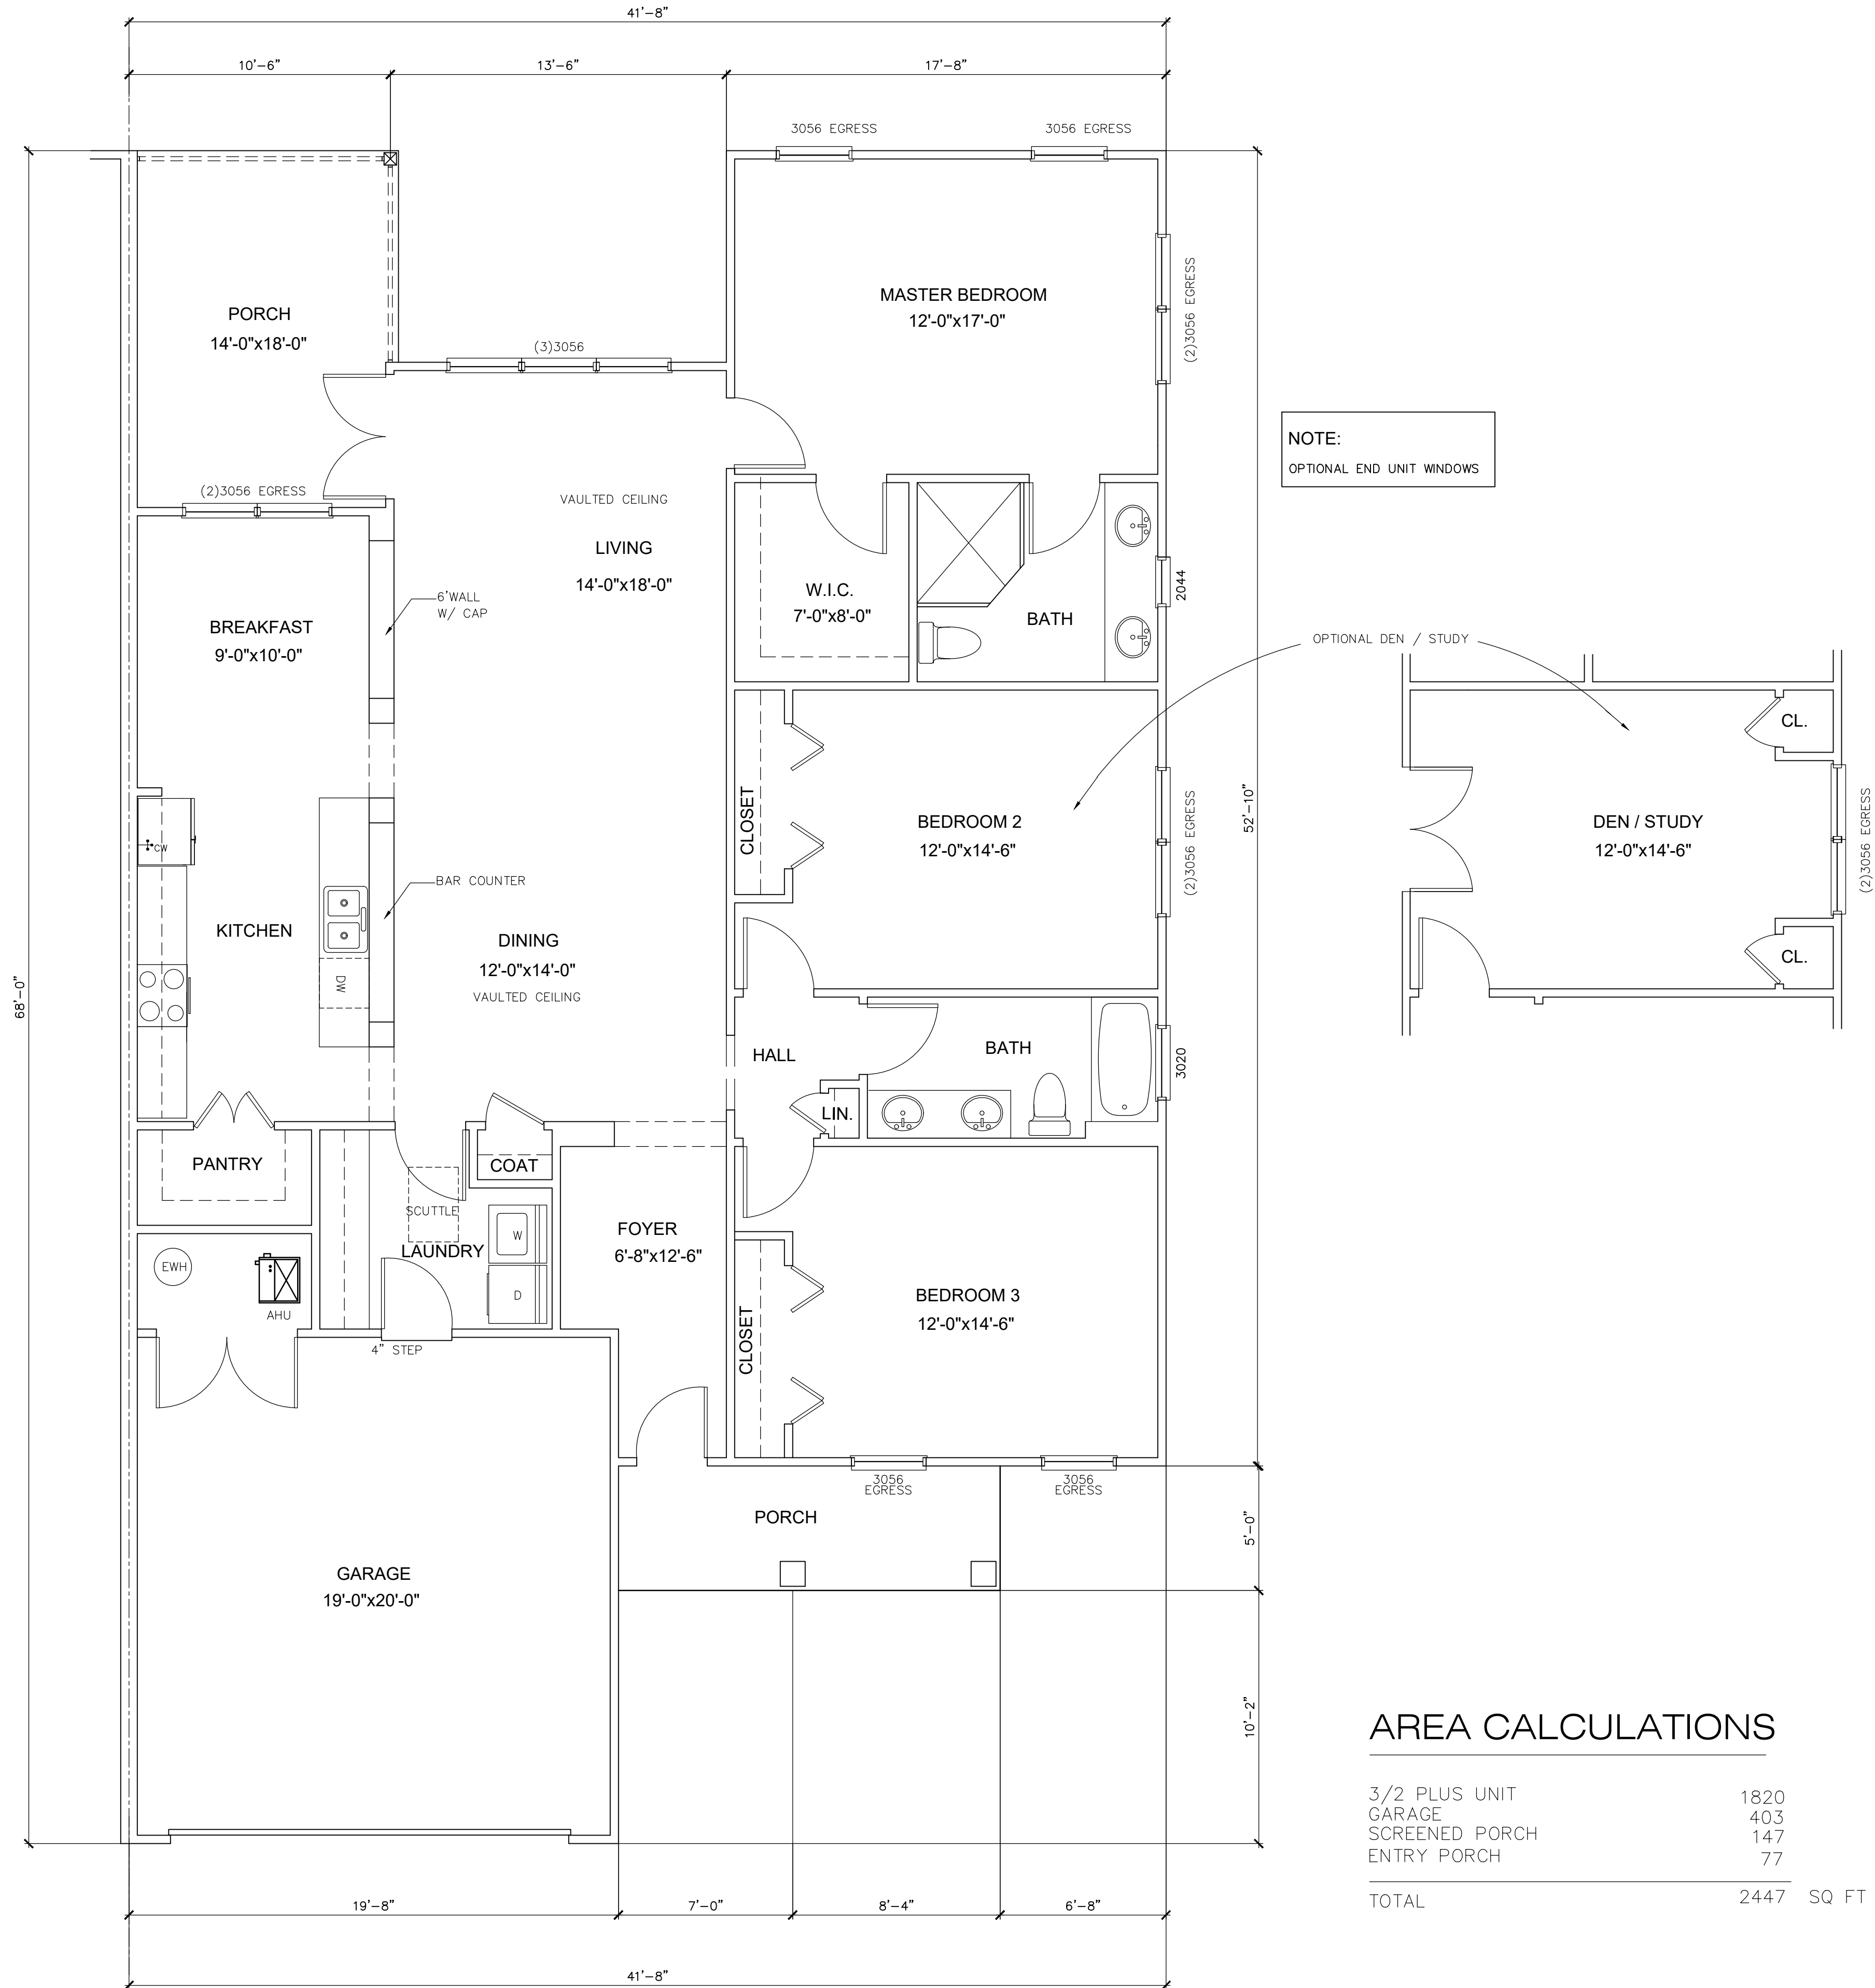 41'-8"
10'-6"
13'-6"
17'-8"
3056 EGRESS
3056 EGRESS
PORCH
14'-0"x18'-0"
(3)3056
MASTER BEDROOM
12'-0"x17'-0"
(2)3056 EGRESS
NOTE:
OPTIONAL END UNIT WINDOWS
(2)3056 EGRESS
VAULTED CEILING
LIVING
14'-0"x18'-0"
6'WALL
W/ CAP
BREAKFAST
9'-0"x10'-0"
W.I.C.
7'-0"x8'-0"
BATH
2044
OPTIONAL DEN / STUDY
CL.
CLOSET
BEDROOM 2
12'-0"x14'-6"
(2)3056 EGRESS
52'-10"
DEN / STUDY
12'-0"x14'-6"
(2)3056 EGRESS
CL.
CW
BAR COUNTER
KITCHEN
DW
DINING
12'-0"x14'-0"
VAULTED CEILING
68'-0"
HALL
BATH
3020
LIN.
PANTRY
COAT
SCUTTLE
LAUNDRY
W
D
EWH
AHU
4" STEP
FOYER
6'-8"x12'-6"
CLOSET
BEDROOM 3
12'-0"x14'-6"
3056
EGRESS
3056
EGRESS
PORCH
5'-0"
GARAGE
19'-0"x20'-0"
10'-2"
AREA CALCULATIONS
3/2 PLUS UNIT 1820
GARAGE 403
SCREENED PORCH 147
ENTRY PORCH 77
TOTAL 2447 SQ FT
19'-8"
7'-0"
8'-4"
6'-8"
41'-8"